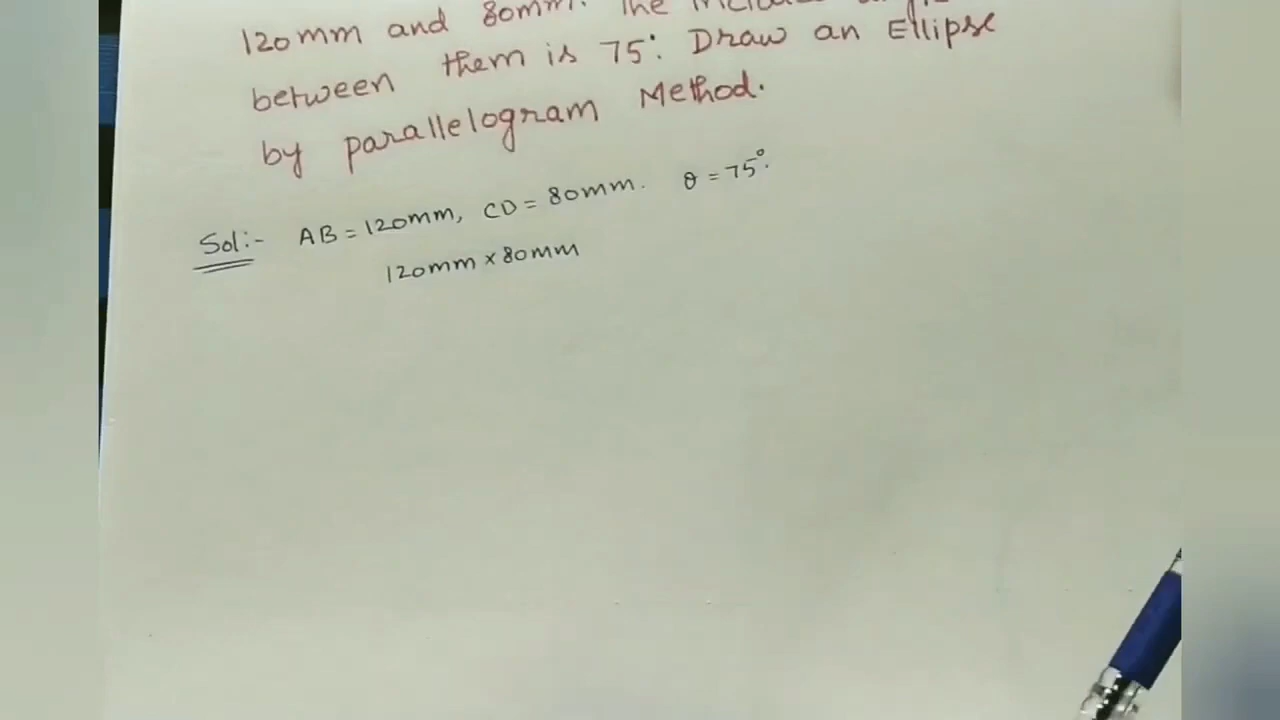 120mm and 80mm. The
between them is 75°. Draw an Ellipse
by parallelogram Method.
Sol:- AB = 120mm, CD = 80mm. θ = 75°.
120mm x 80mm